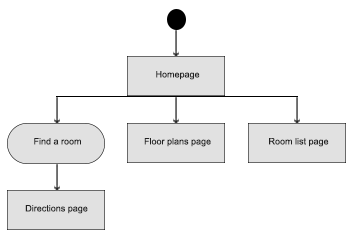 Homepage
Find a room
Floor plans page
Room list page
Directions page